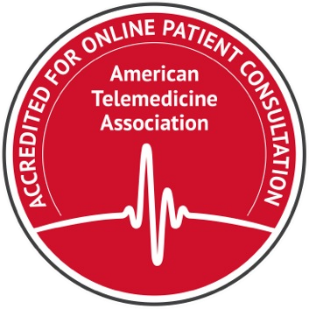 ACCREDITED FOR ONLINE PATIENT CONSULTATION
American
Telemedicine
Association